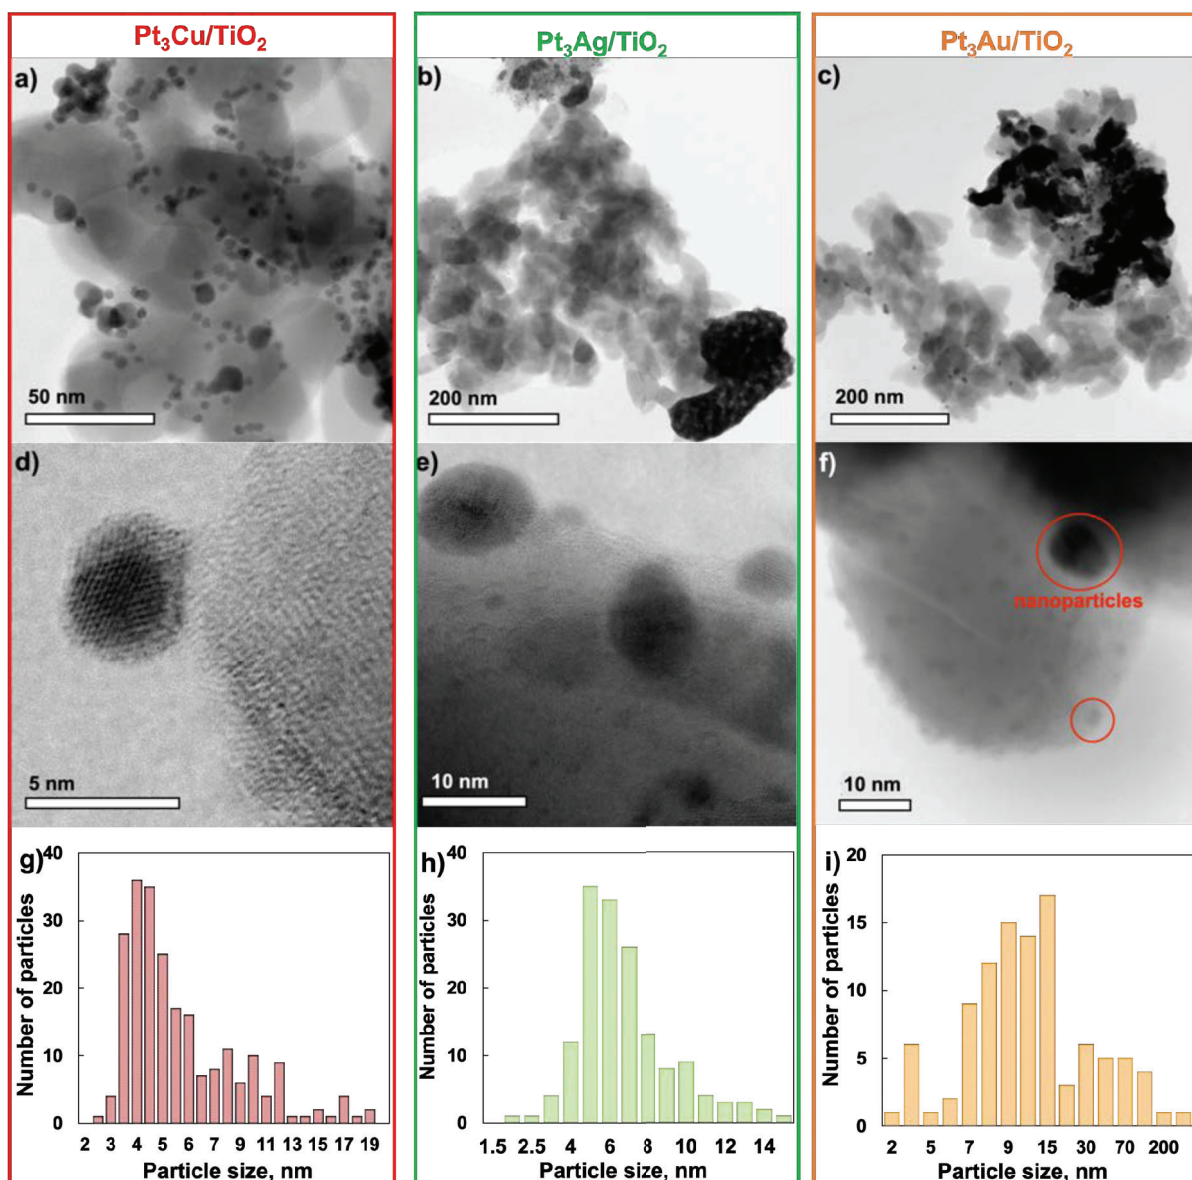 Pt₃Cu/TiO₂
Pt₃Ag/TiO₂
Pt₃Au/TiO₂
a)
50 nm
b)
200 nm
c)
200 nm
d)
5 nm
e)
10 nm
f)
nanoparticles
10 nm
g)
Number of particles
40
30
20
10
0
2 3 4 5 6 7 9 11 13 15 17 19
Particle size, nm
h)
Number of particles
40
30
20
10
0
1.5 2.5 4 6 8 10 12 14
Particle size, nm
i)
Number of particles
20
15
10
5
0
2 5 7 9 15 30 70 200
Particle size, nm